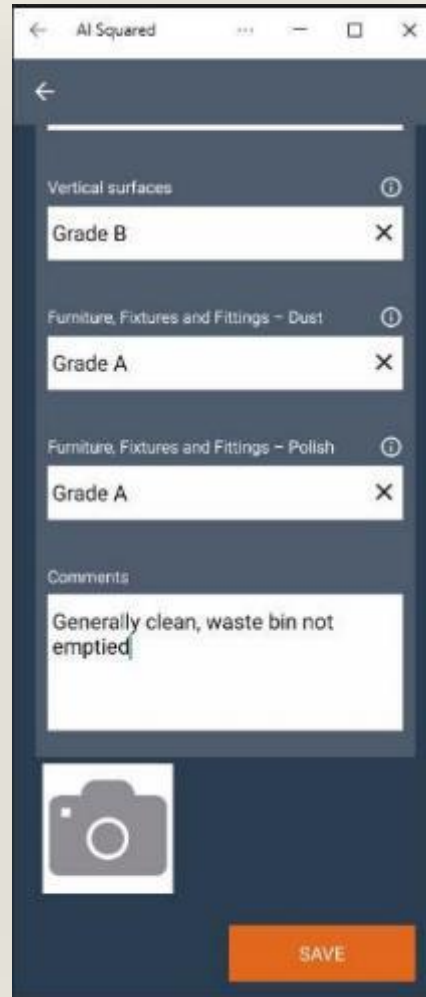 AI Squared
Vertical surfaces
Grade B
Furniture, Fixtures and Fittings – Dust
Grade A
Furniture, Fixtures and Fittings – Polish
Grade A
Comments
Generally clean, waste bin not
emptied
SAVE